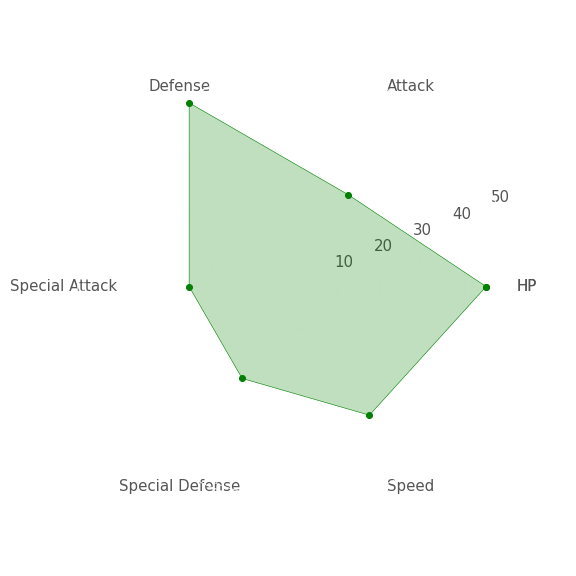 Defense
Attack
50
40
30
20
10
Special Attack
HP
Special Defense
Speed